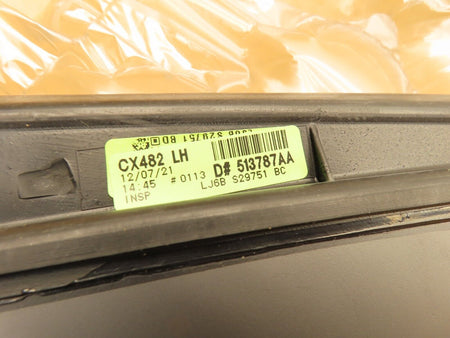 CX482 LH
12/07/21
14:45 #0113 D# 513787AA
INSP LJ6B S29751 BC